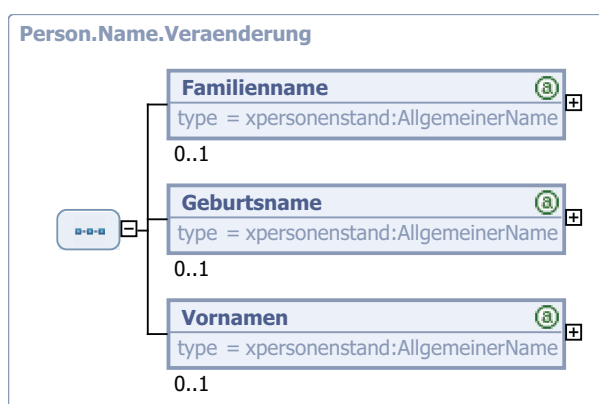 Person.Name.Veraenderung
Familienname @
type = xpersonenstand:AllgemeinerName
0..1
Geburtsname @
type = xpersonenstand:AllgemeinerName
0..1
Vornamen @
type = xpersonenstand:AllgemeinerName
0..1